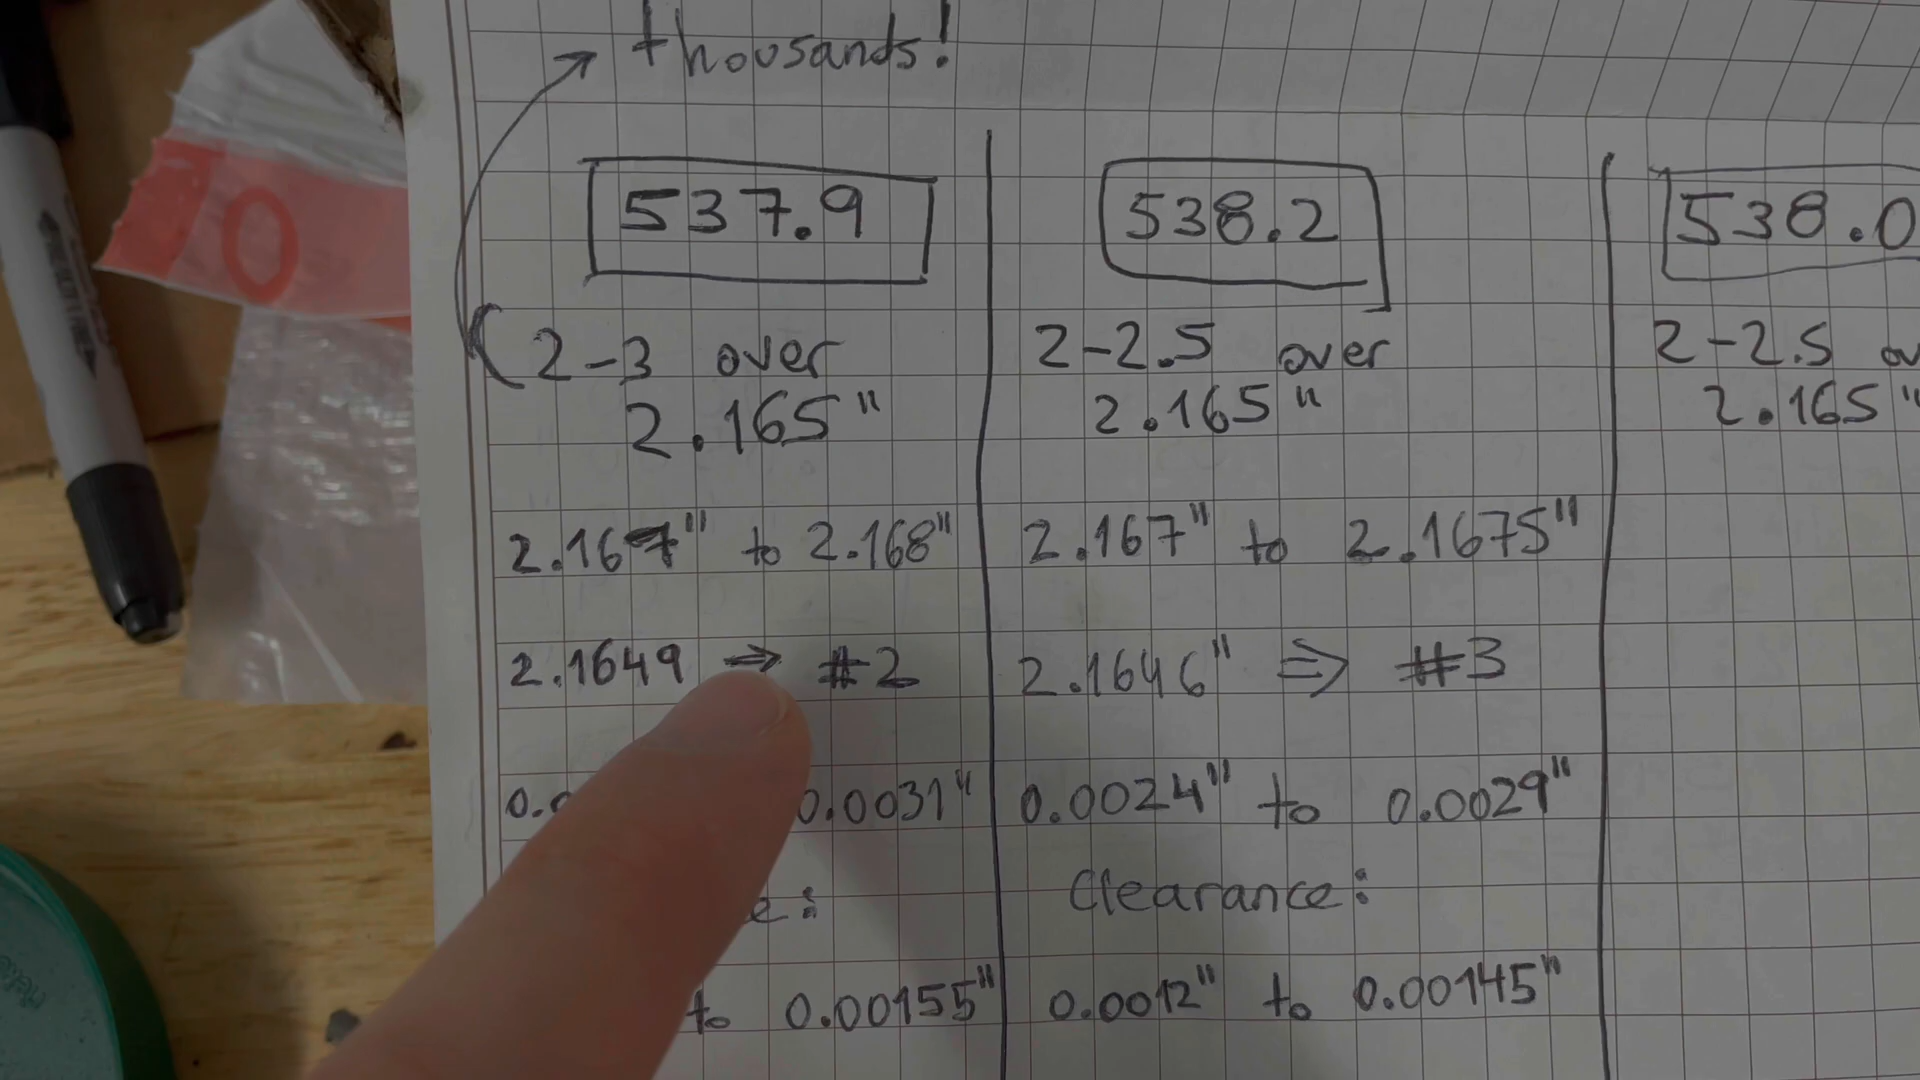 thousands!
537.9
2-3 over
2.165"
2.167" to 2.168"
2.1649 ⇒ #2
0.0031"
to 0.00155"
538.2
2-2.5 over
2.165"
2.167" to 2.1675"
2.1646" ⇒ #3
0.0024" to 0.0029"
Clearance:
0.0012" to 0.00145"
538.0
2-2.5
2.165"